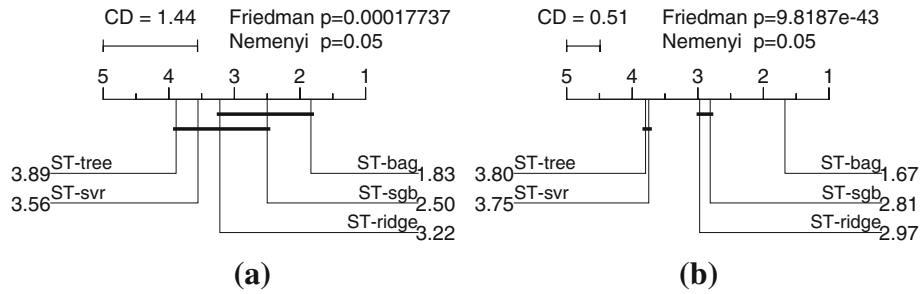 CD = 1.44 Friedman p=0.00017737
Nemenyi p=0.05
5 4 3 2 1
3.89 ST-tree ST-bag 1.83
3.56 ST-svr ST-sgb 2.50
ST-ridge 3.22
(a)
CD = 0.51 Friedman p=9.8187e-43
Nemenyi p=0.05
5 4 3 2 1
3.80 ST-tree ST-bag 1.67
3.75 ST-svr ST-sgb 2.81
ST-ridge 2.97
(b)